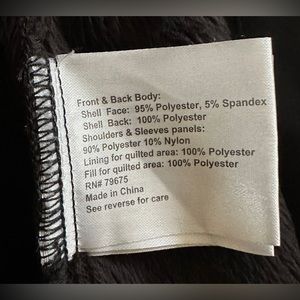 Front & Back Body:
Shell Face: 95% Polyester, 5% Spandex
Shell Back: 100% Polyester
Shoulders & Sleeves panels:
90% Polyester 10% Nylon
Lining for quilted area: 100% Polyester
Fill for quilted area: 100% Polyester
RN# 79675
Made in China
See reverse for care